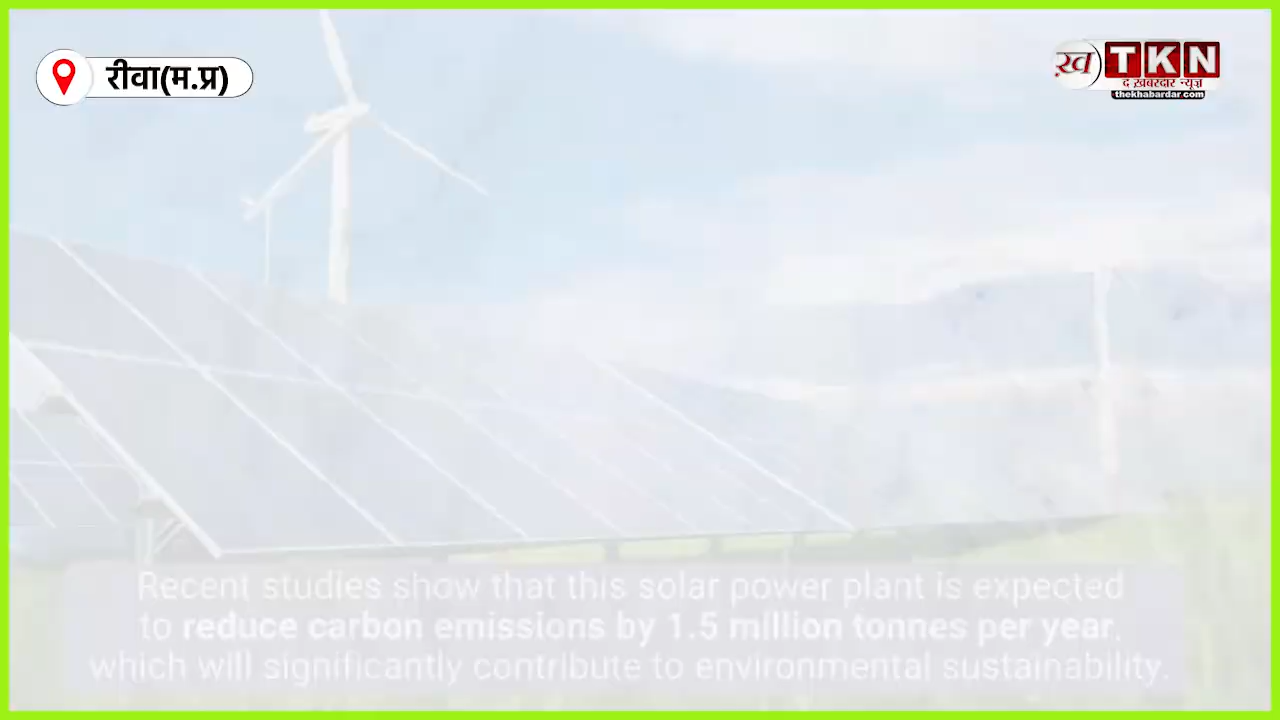 रीवा(म.प्र)
ख़ TKN
द ख़बरदार न्यूज़
thekhabardar.com
Recent studies show that this solar power plant is expected
to reduce carbon emissions by 1.5 million tonnes per year,
which will significantly contribute to environmental sustainability.